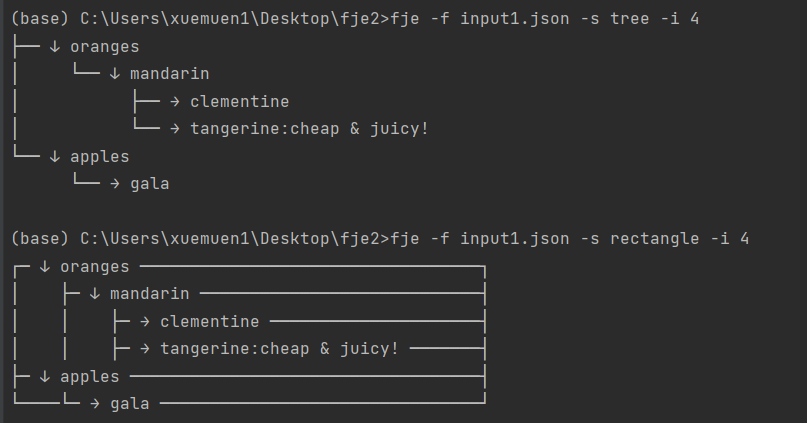 (base) C:\Users\xuemuen1\Desktop\fje2>fje -f input1.json -s tree -i 4
├── ↓ oranges
│     └── ↓ mandarin
│           ├── → clementine
│           └── → tangerine:cheap & juicy!
└── ↓ apples
      └── → gala
(base) C:\Users\xuemuen1\Desktop\fje2>fje -f input1.json -s rectangle -i 4
┌─ ↓ oranges ───────────────────────────────────┐
│    ├─ ↓ mandarin ─────────────────────────────┤
│    │    ├─ → clementine ──────────────────────┤
│    │    ├─ → tangerine:cheap & juicy! ────────┤
├─ ↓ apples ────────────────────────────────────┤
└────└─ → gala ─────────────────────────────────┘